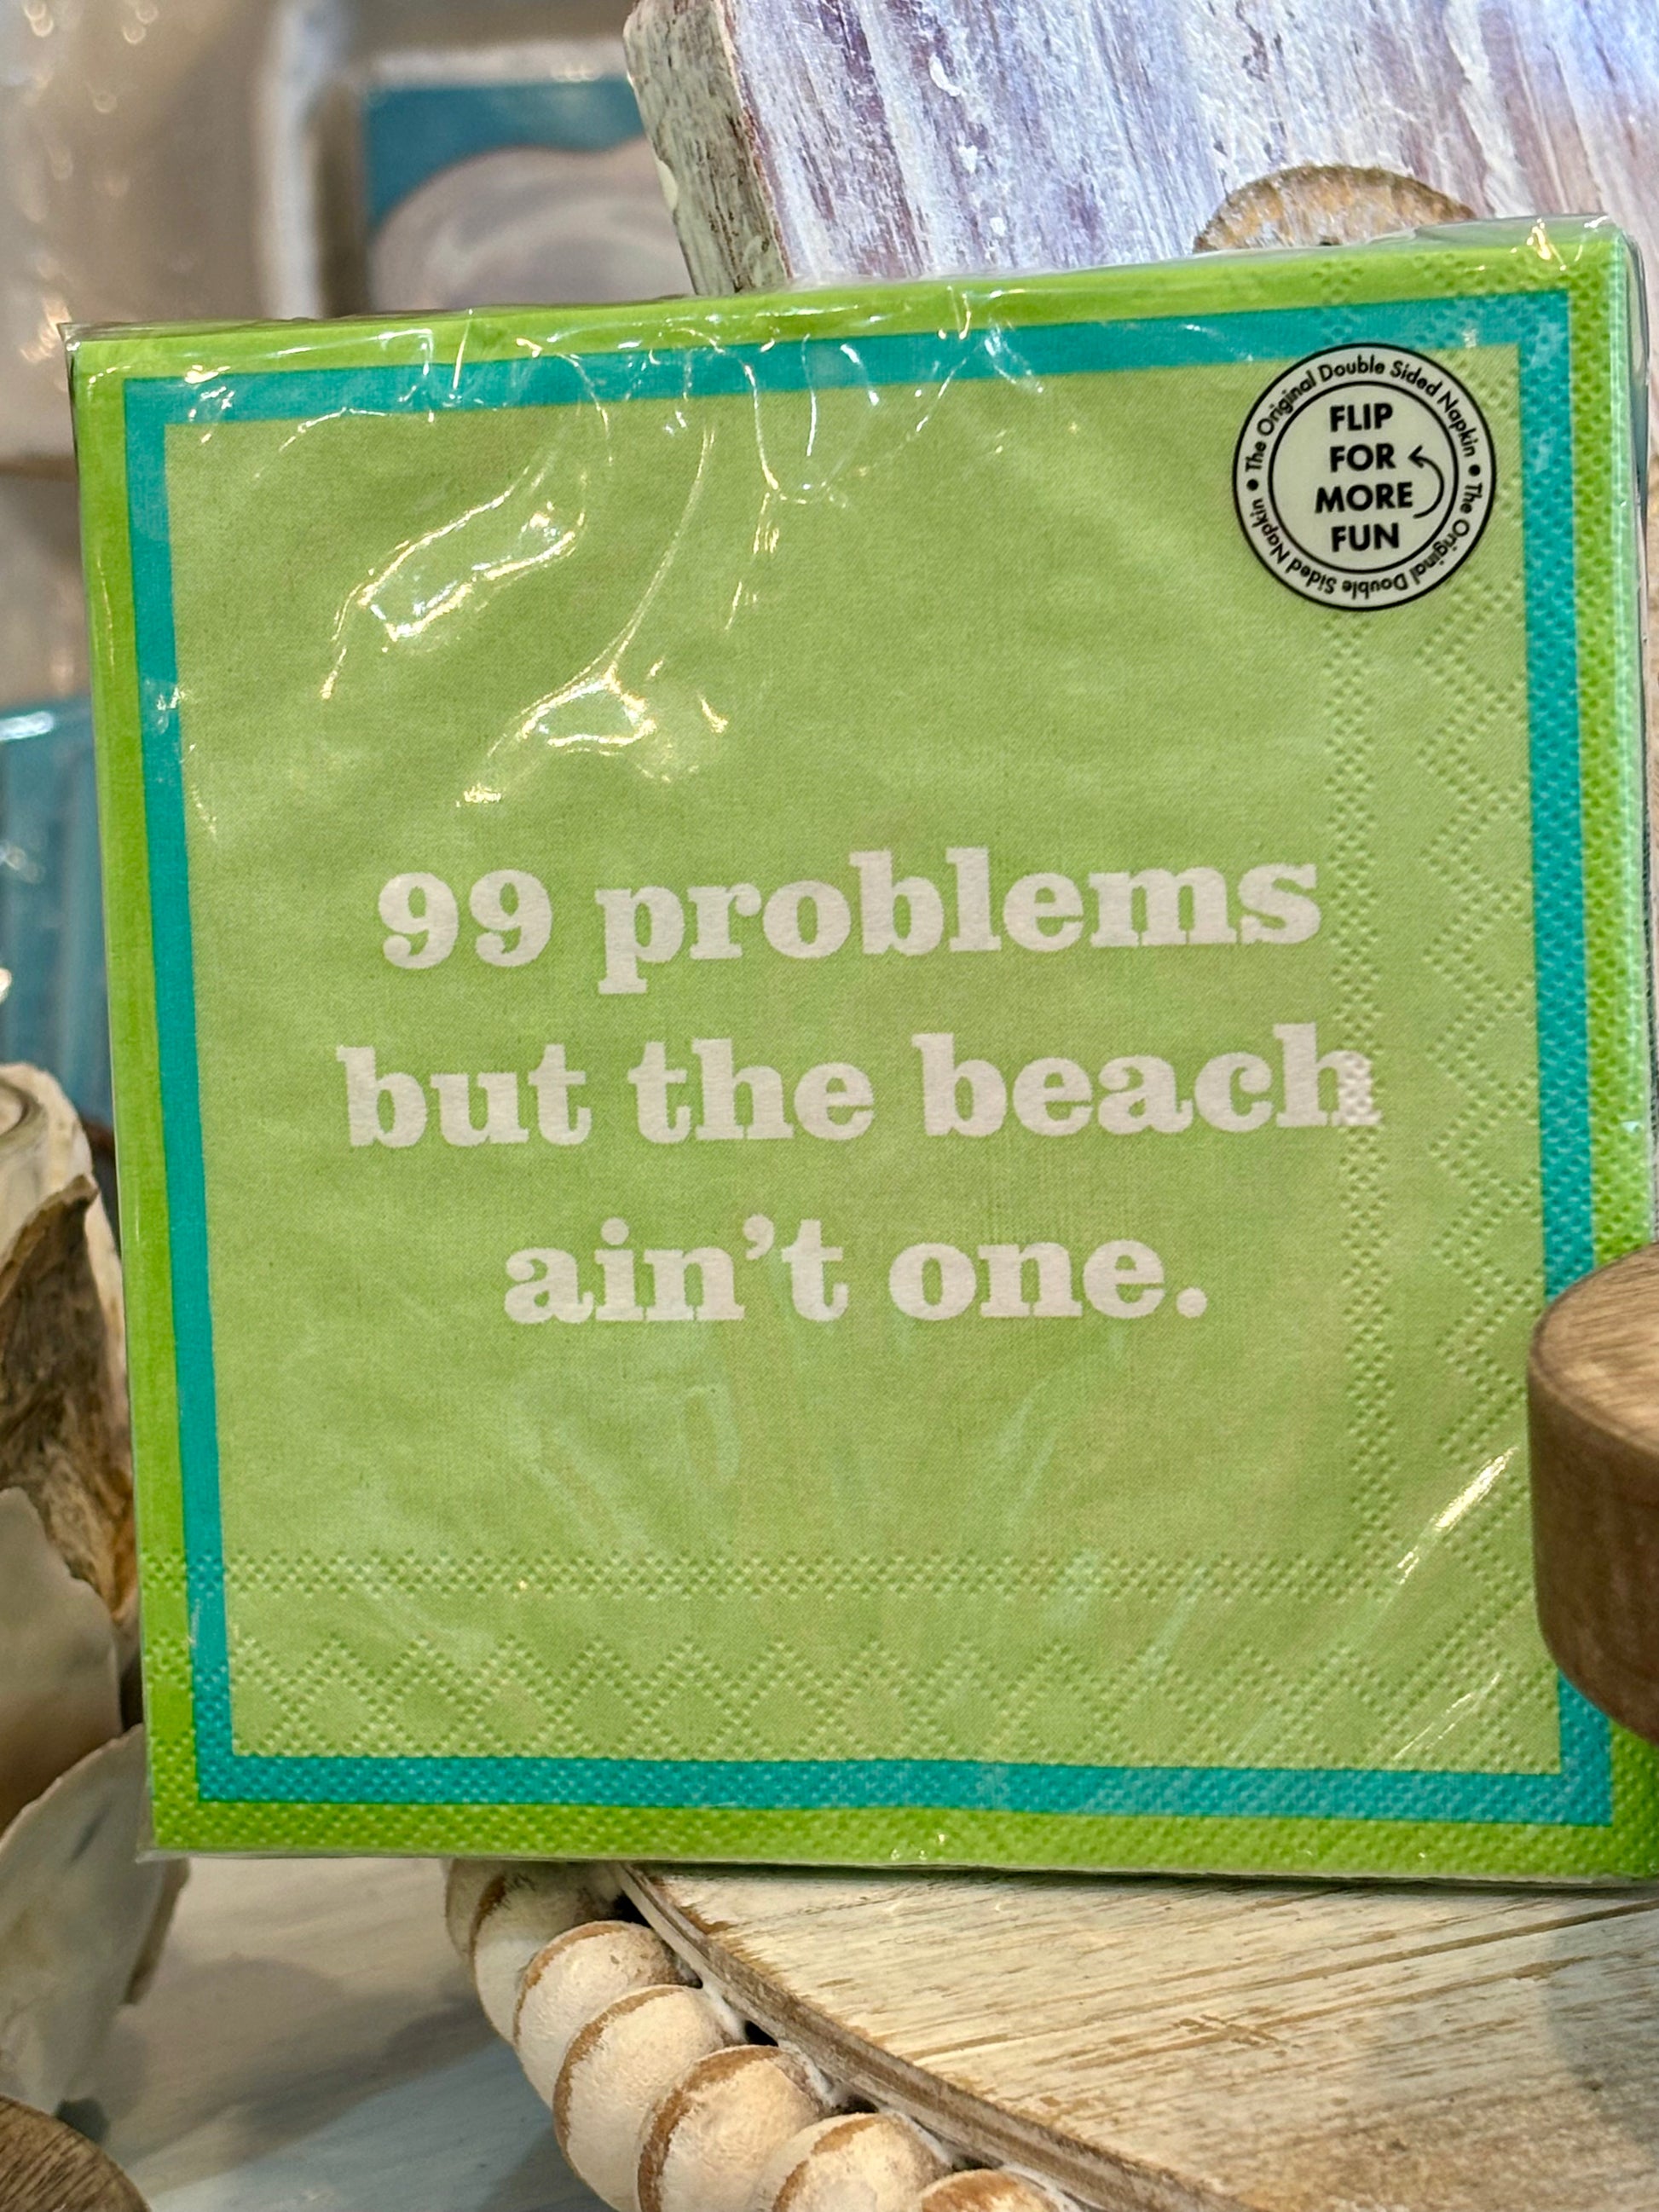 The Original Double Sided Napkin • The Original Double Sided Napkin •
FLIP
FOR
MORE
FUN
99 problems
but the beach
ain't one.